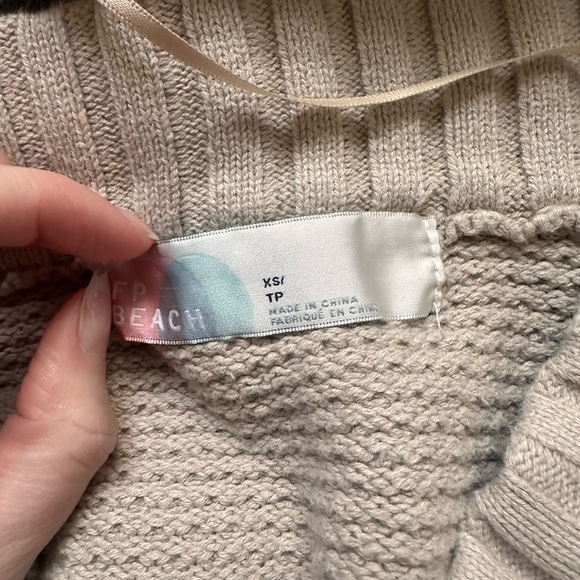 FP
BEACH
XS/
TP
MADE IN CHINA
FABRIQUÉ EN CHINE